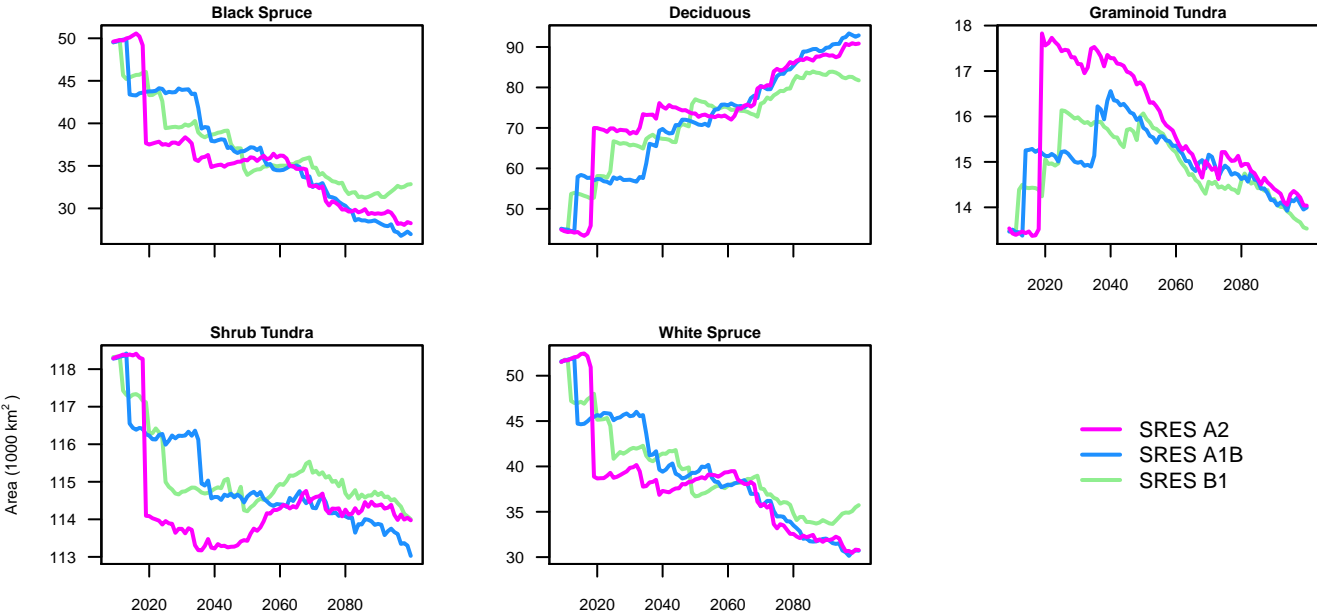 Black Spruce
50
45
40
35
30
Deciduous
90
80
70
60
50
Graminoid Tundra
18
17
16
15
14
2020 2040 2060 2080
Shrub Tundra
118
117
116
115
114
113
2020 2040 2060 2080
Area (1000 km²)
White Spruce
50
45
40
35
30
2020 2040 2060 2080
SRES A2
SRES A1B
SRES B1